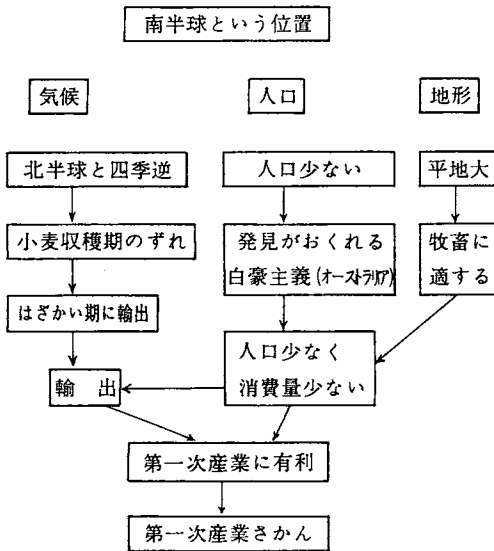 南半球という位置
気候
人口
地形
北半球と四季逆
人口少ない
平地大
小麦収穫期のずれ
発見がおくれる
白豪主義(オーストラリア)
牧畜に
適する
はざかい期に輸出
人口少なく
消費量少ない
輸 出
第一次産業に有利
第一次産業さかん